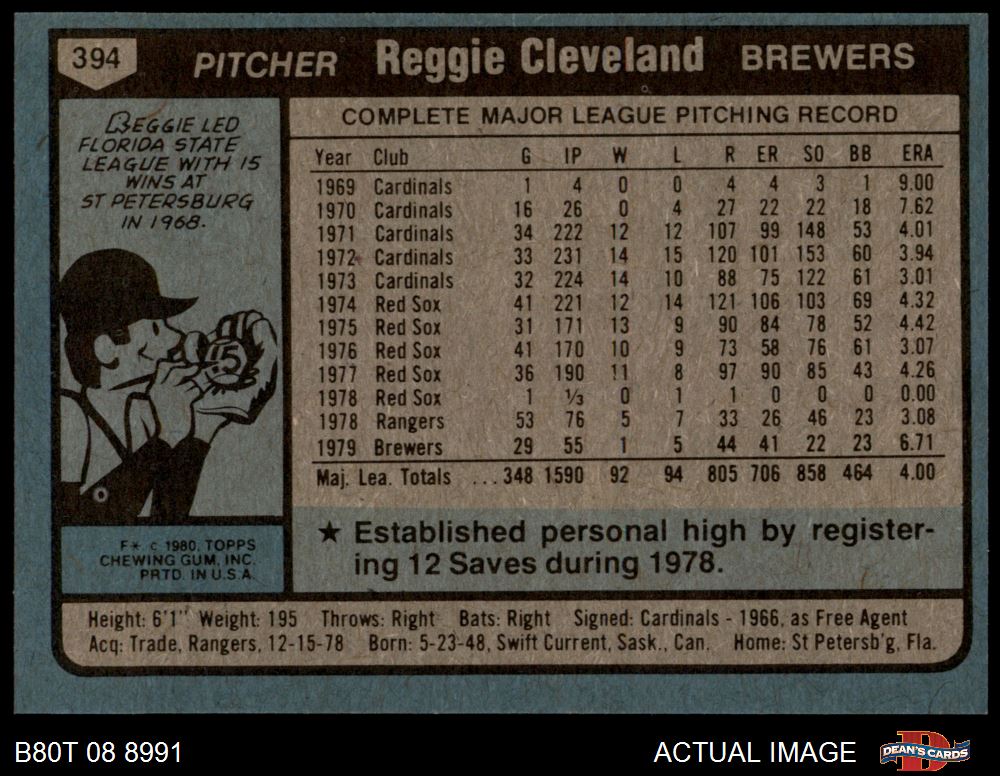 394 PITCHER Reggie Cleveland BREWERS
REGGIE LED
FLORIDA STATE
LEAGUE WITH 15
WINS AT
ST PETERSBURG
IN 1968.
5
F✶ © 1980, TOPPS
CHEWING GUM, INC.
PRTD. IN U.S.A.
COMPLETE MAJOR LEAGUE PITCHING RECORD
Year Club G IP W L R ER SO BB ERA
1969 Cardinals 1 4 0 0 4 4 3 1 9.00
1970 Cardinals 16 26 0 4 27 22 22 18 7.62
1971 Cardinals 34 222 12 12 107 99 148 53 4.01
1972 Cardinals 33 231 14 15 120 101 153 60 3.94
1973 Cardinals 32 224 14 10 88 75 122 61 3.01
1974 Red Sox 41 221 12 14 121 106 103 69 4.32
1975 Red Sox 31 171 13 9 90 84 78 52 4.42
1976 Red Sox 41 170 10 9 73 58 76 61 3.07
1977 Red Sox 36 190 11 8 97 90 85 43 4.26
1978 Red Sox 1 ⅓ 0 1 1 0 0 0 0.00
1978 Rangers 53 76 5 7 33 26 46 23 3.08
1979 Brewers 29 55 1 5 44 41 22 23 6.71
Maj. Lea. Totals ...348 1590 92 94 805 706 858 464 4.00
★ Established personal high by register-
ing 12 Saves during 1978.
Height: 6'1" Weight: 195 Throws: Right Bats: Right Signed: Cardinals - 1966, as Free Agent
Acq: Trade, Rangers, 12-15-78 Born: 5-23-48, Swift Current, Sask., Can. Home: St Petersb'g, Fla.
B80T 08 8991 ACTUAL IMAGE DEAN'S CARDS